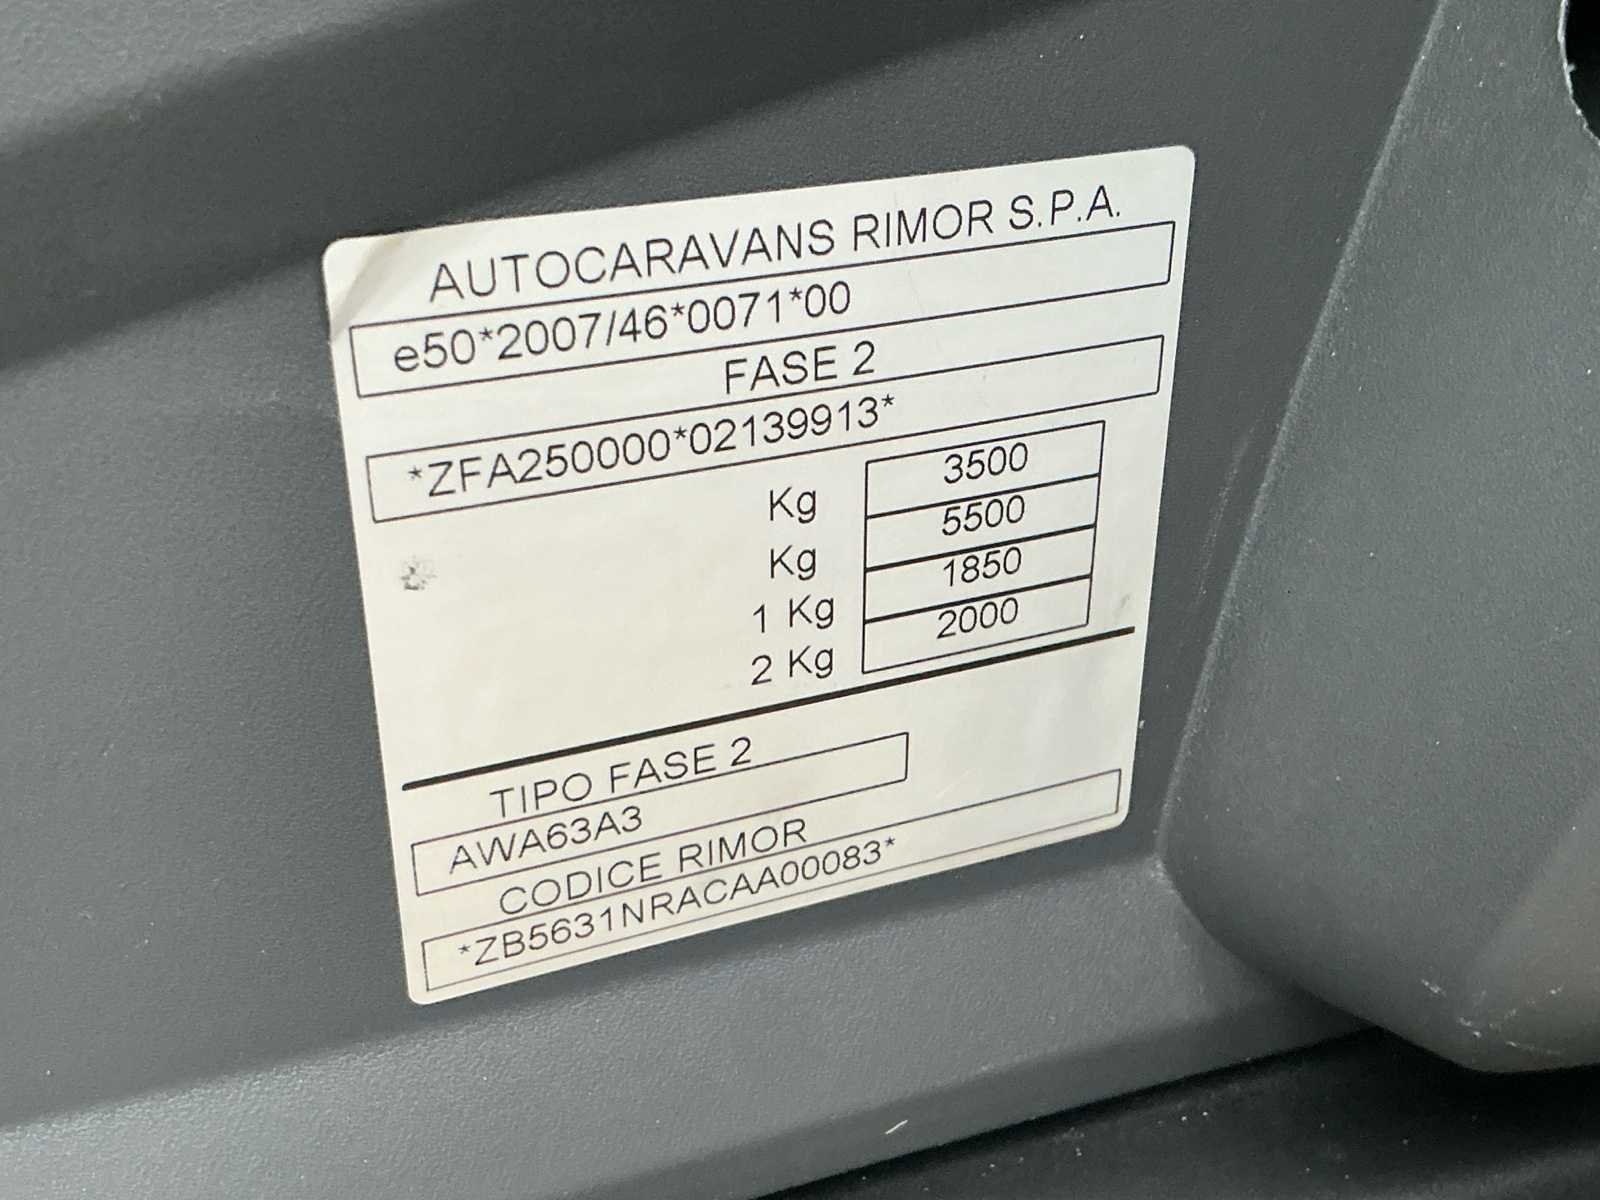 AUTOCARAVANS RIMOR S.P.A.
e50*2007/46*0071*00
FASE 2
*ZFA250000*02139913*
Kg 3500
Kg 5500
1 Kg 1850
2 Kg 2000
TIPO FASE 2
AWA63A3
CODICE RIMOR
*ZB5631NRACAA00083*